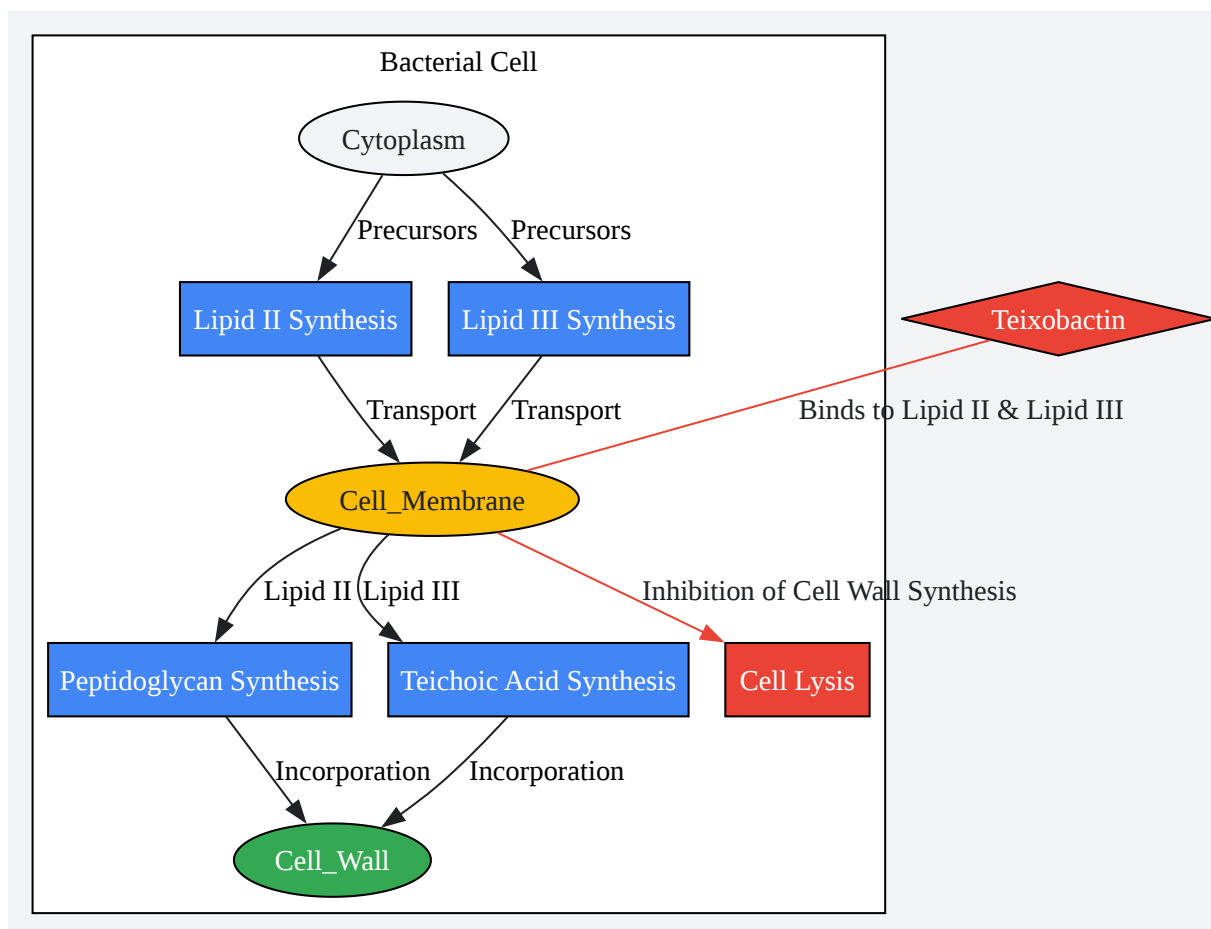 Bacterial Cell
Cytoplasm
Precursors
Precursors
Lipid II Synthesis
Lipid III Synthesis
Teixobactin
Transport
Transport
Binds to Lipid II & Lipid III
Cell_Membrane
Lipid II
Lipid III
Inhibition of Cell Wall Synthesis
Peptidoglycan Synthesis
Teichoic Acid Synthesis
Cell Lysis
Incorporation
Incorporation
Cell_Wall